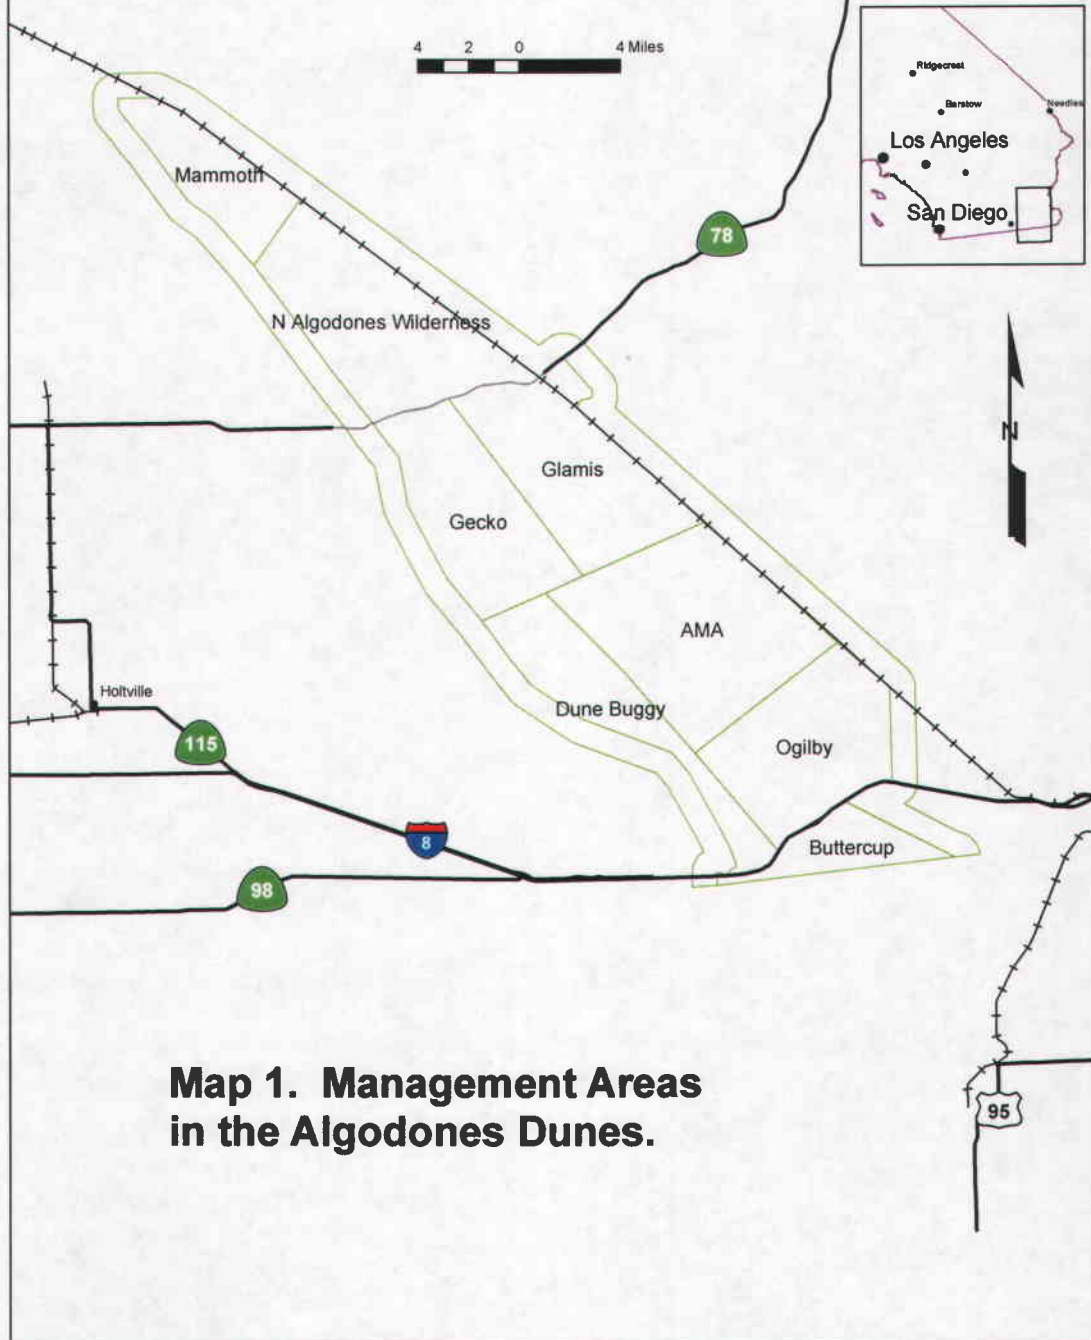 4 2 0 4 Miles
Ridgecrest
Barstow
Needles
Los Angeles
San Diego
Mammoth
78
N Algodones Wilderness
N
Glamis
Gecko
AMA
Holtville
Dune Buggy
115
Ogilby
8
Buttercup
98
Map 1. Management Areas
in the Algodones Dunes.
95